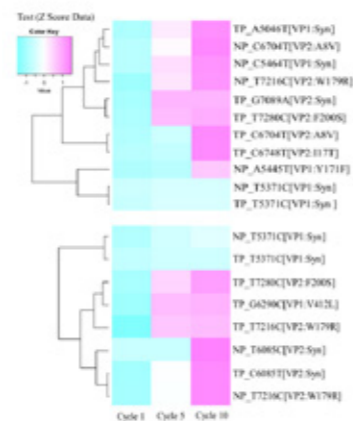 Test (Z Score Data)
Color Key
Value
TP_A5046T[VP1:Syn]
NP_C6704T[VP2:A8V]
NP_C5464T[VP1:Syn]
NP_T7216C[VP2:W179R]
TP_G7089A[VP2:Syn]
TP_T7280C[VP2:F200S]
TP_C6704T[VP2:A8V]
TP_C6748T[VP2:I17T]
NP_A5445T[VP1:Y171F]
NP_T5371C[VP1:Syn]
TP_T5371C[VP1:Syn]
NP_T5371C[VP1:Syn]
TP_T5371C[VP1:Syn]
TP_T7280C[VP2:F200S]
TP_G6290C[VP1:V412L]
TP_T7216C[VP2:W179R]
NP_T6085C[VP2:Syn]
TP_C6085T[VP2:Syn]
NP_T7216C[VP2:W179R]
Cycle 1 Cycle 5 Cycle 10